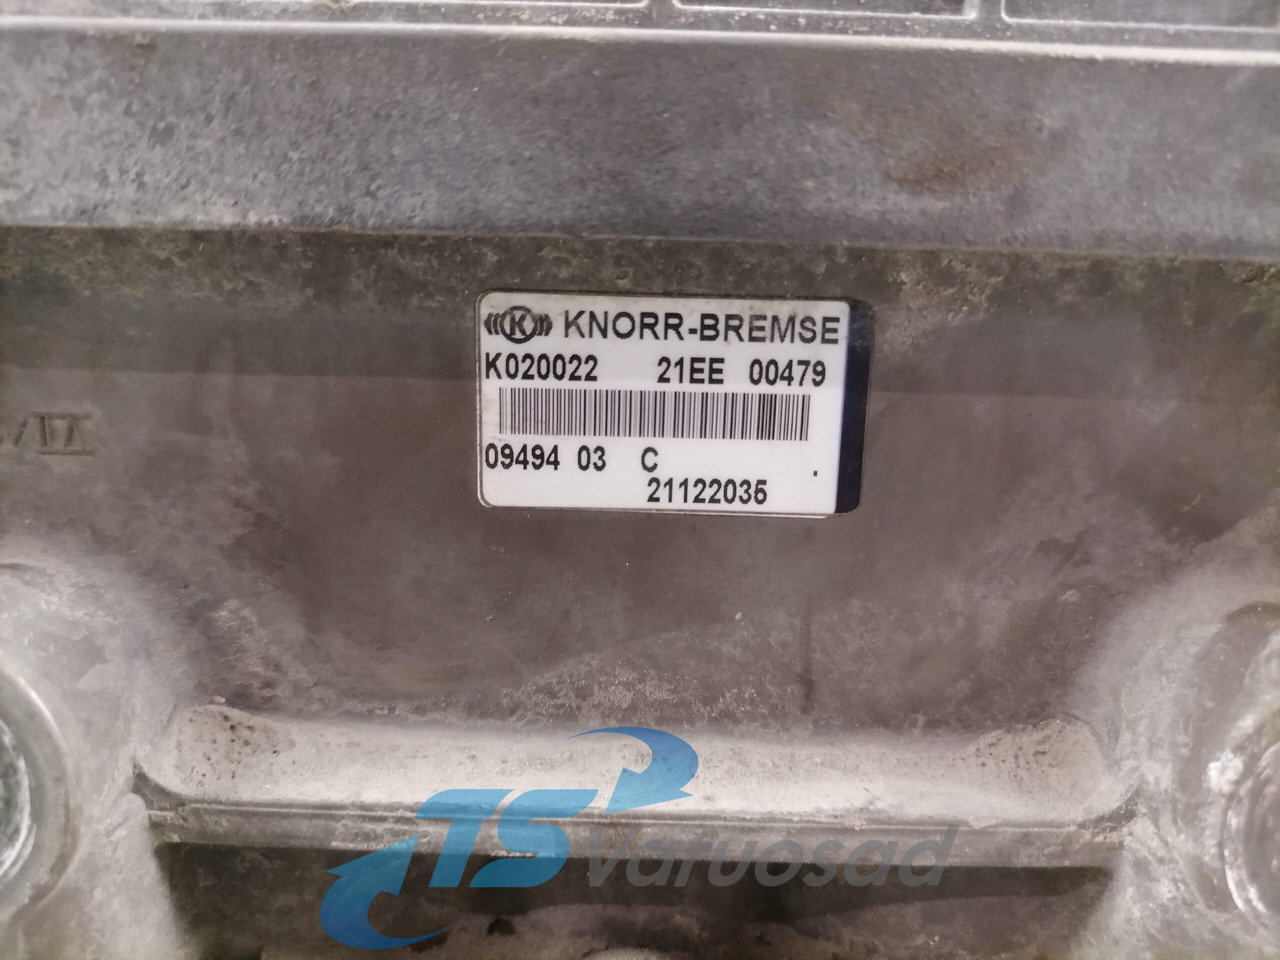 K KNORR-BREMSE
K020022 21EE 00479
09494 03 C .
21122035
TS Varuosad